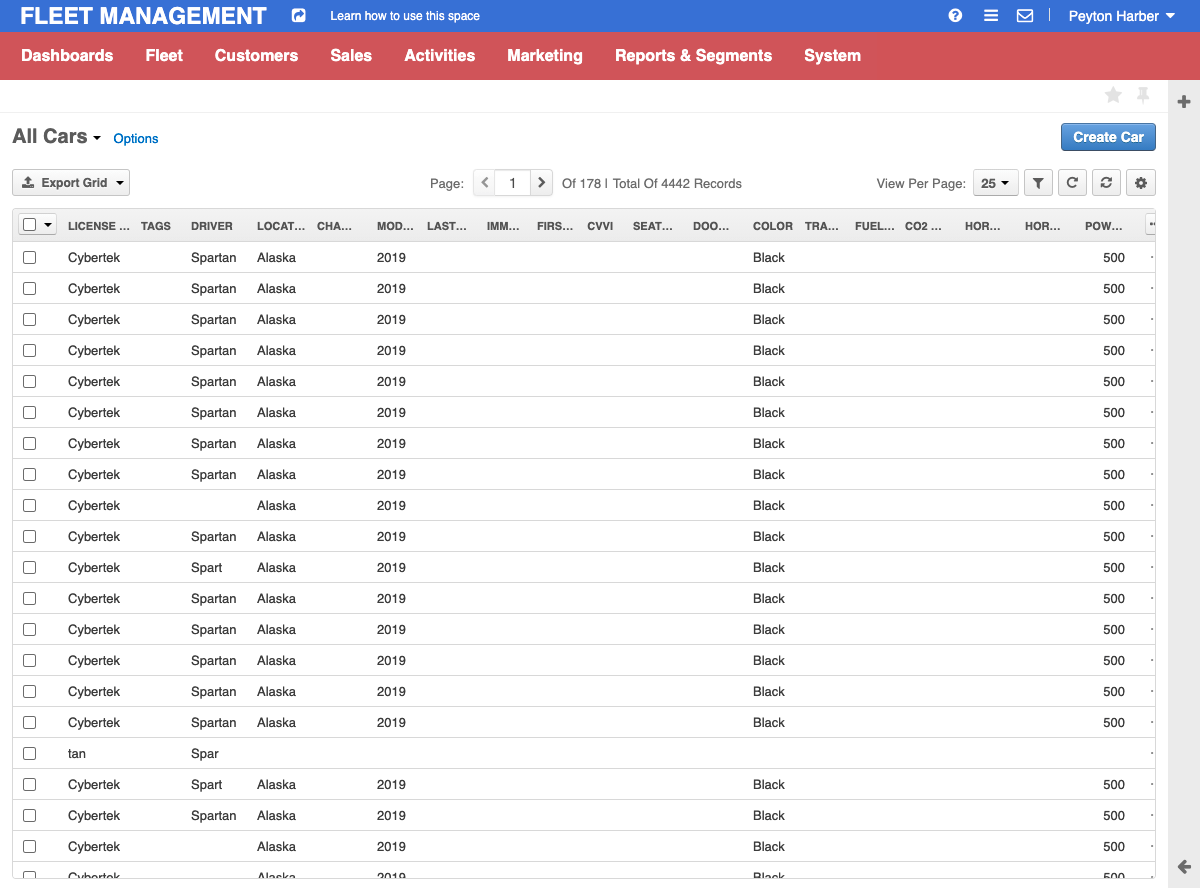 FLEET MANAGEMENT Learn how to use this space Peyton Harber
Dashboards Fleet Customers Sales Activities Marketing Reports & Segments System
All Cars Options Create Car
Export Grid Page: 1 Of 178 | Total Of 4442 Records View Per Page: 25
LICENSE ... TAGS DRIVER LOCAT... CHA... MOD... LAST... IMM... FIRS... CVVI SEAT... DOO... COLOR TRA... FUEL... CO2 ... HOR... HOR... POW...
Cybertek Spartan Alaska 2019 Black 500
Cybertek Spartan Alaska 2019 Black 500
Cybertek Spartan Alaska 2019 Black 500
Cybertek Spartan Alaska 2019 Black 500
Cybertek Spartan Alaska 2019 Black 500
Cybertek Spartan Alaska 2019 Black 500
Cybertek Spartan Alaska 2019 Black 500
Cybertek Spartan Alaska 2019 Black 500
Cybertek Alaska 2019 Black 500
Cybertek Spartan Alaska 2019 Black 500
Cybertek Spart Alaska 2019 Black 500
Cybertek Spartan Alaska 2019 Black 500
Cybertek Spartan Alaska 2019 Black 500
Cybertek Spartan Alaska 2019 Black 500
Cybertek Spartan Alaska 2019 Black 500
Cybertek Spartan Alaska 2019 Black 500
tan Spar
Cybertek Spart Alaska 2019 Black 500
Cybertek Spartan Alaska 2019 Black 500
Cybertek Alaska 2019 Black 500
Cybertek Alaska 2019 Black 500